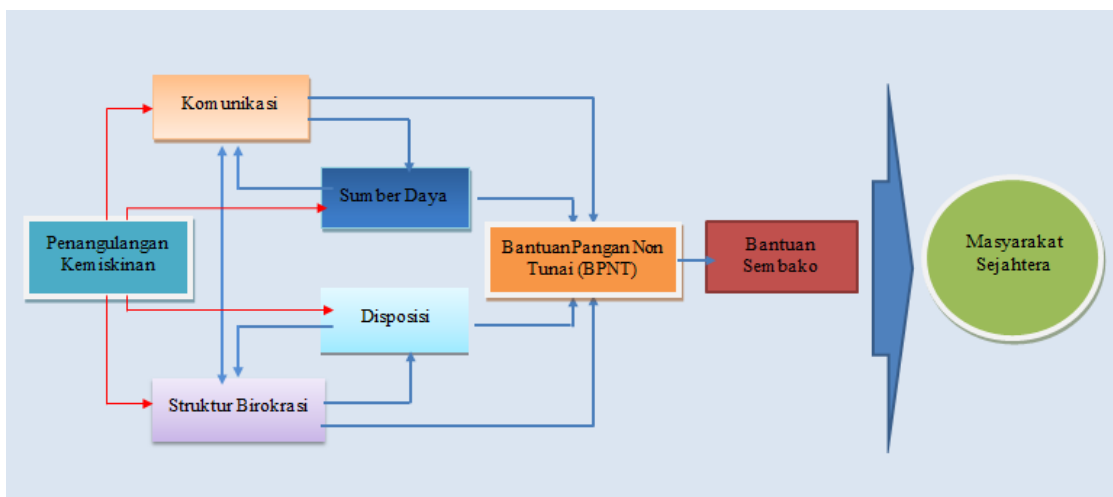 Komunikasi
Sumber Daya
Penangulangan
Kemiskinan
Bantuan Pangan Non
Tunai (BPNT)
Bantuan
Sembako
Masyarakat
Sejahtera
Disposisi
Struktur Birokrasi